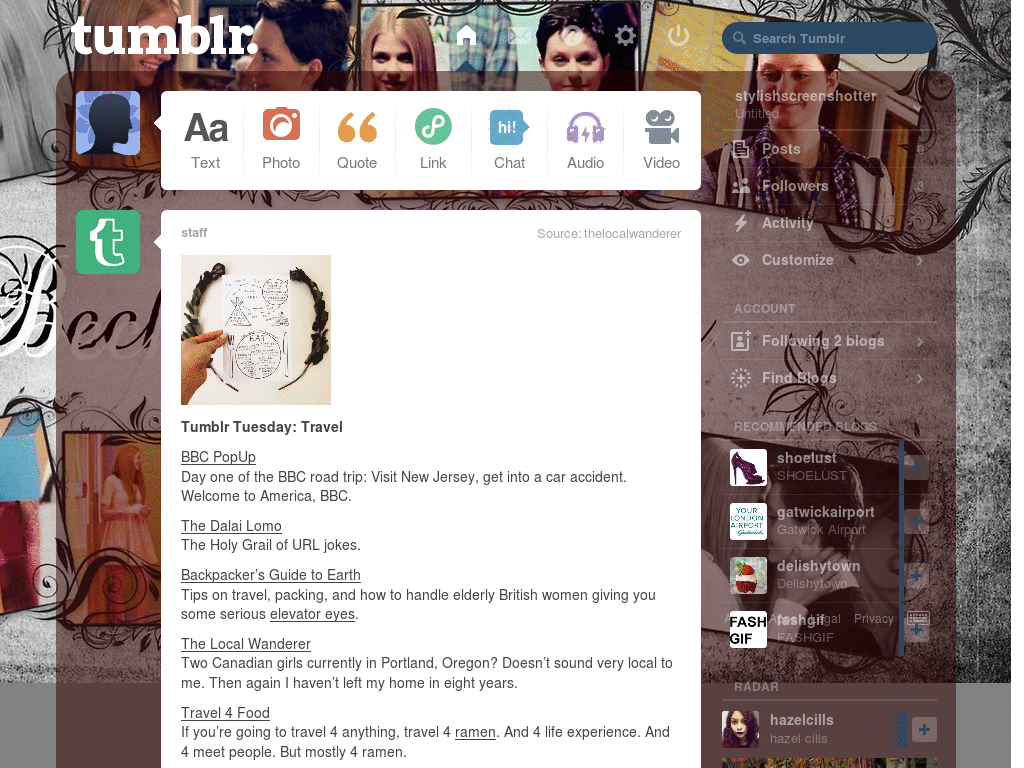 tumblr.
Search Tumblr
Aa
Text
Photo
Quote
Link
hi!
Chat
Audio
Video
stylishscreenshotter
Untitled
Posts
Followers
3
Activity
Customize
ACCOUNT
Following 2 blogs
Find Blogs
RECOMMENDED BLOGS
shoelust
SHOELUST
YOUR
LONDON
AIRPORT
Gatwick
gatwickairport
Gatwick Airport
delishytown
Delishytown
FASH
GIF
fashgif
FASHGIF
Legal
Privacy
RADAR
hazelcills
hazel cills
staff
Source: thelocalwanderer
EAT
Tumblr Tuesday: Travel
BBC PopUp
Day one of the BBC road trip: Visit New Jersey, get into a car accident.
Welcome to America, BBC.
The Dalai Lomo
The Holy Grail of URL jokes.
Backpacker’s Guide to Earth
Tips on travel, packing, and how to handle elderly British women giving you
some serious elevator eyes.
The Local Wanderer
Two Canadian girls currently in Portland, Oregon? Doesn’t sound very local to
me. Then again I haven’t left my home in eight years.
Travel 4 Food
If you’re going to travel 4 anything, travel 4 ramen. And 4 life experience. And
4 meet people. But mostly 4 ramen.